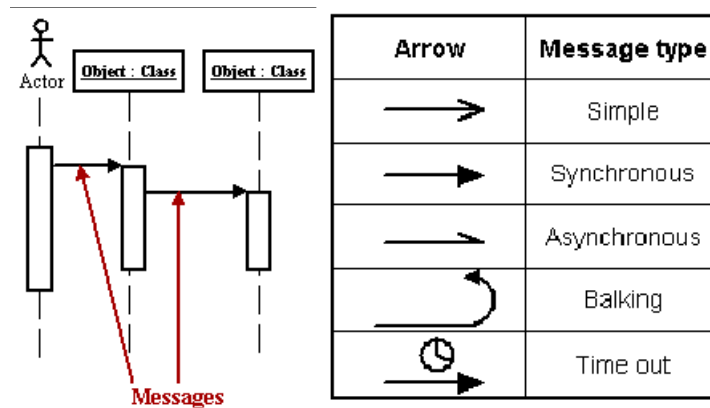 Actor
Object : Class
Object : Class
Messages
Arrow Message type
Simple
Synchronous
Asynchronous
Balking
Time out